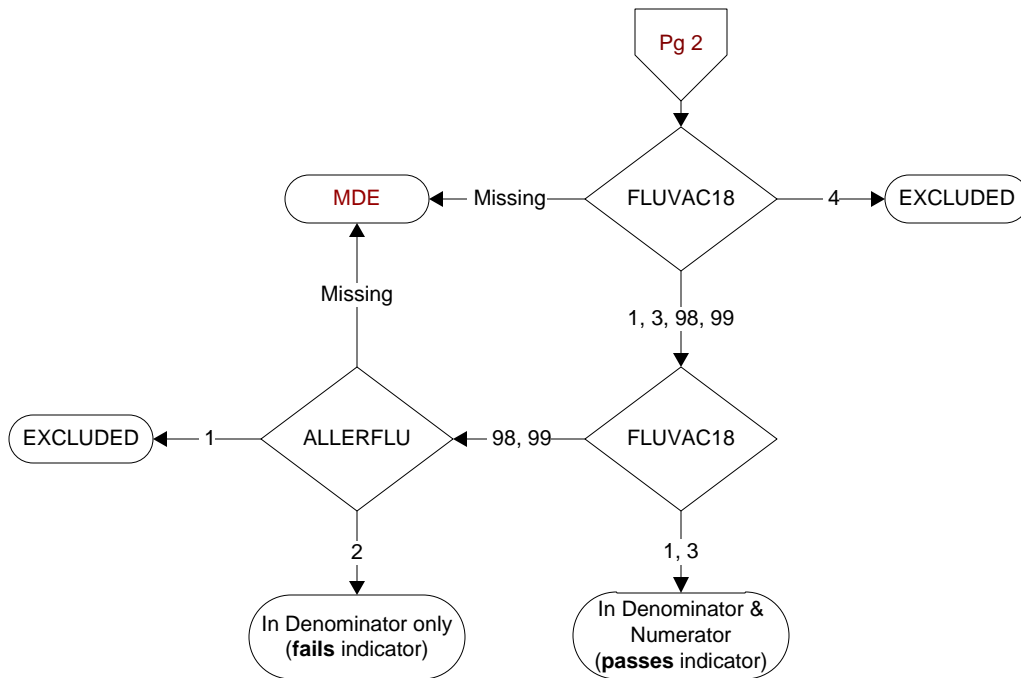 Pg 2
MDE
Missing
FLUVAC18
4
EXCLUDED
Missing
1, 3, 98, 99
EXCLUDED
1
ALLERFLU
98, 99
FLUVAC18
2
1, 3
In Denominator only
(fails indicator)
In Denominator &
Numerator
(passes indicator)